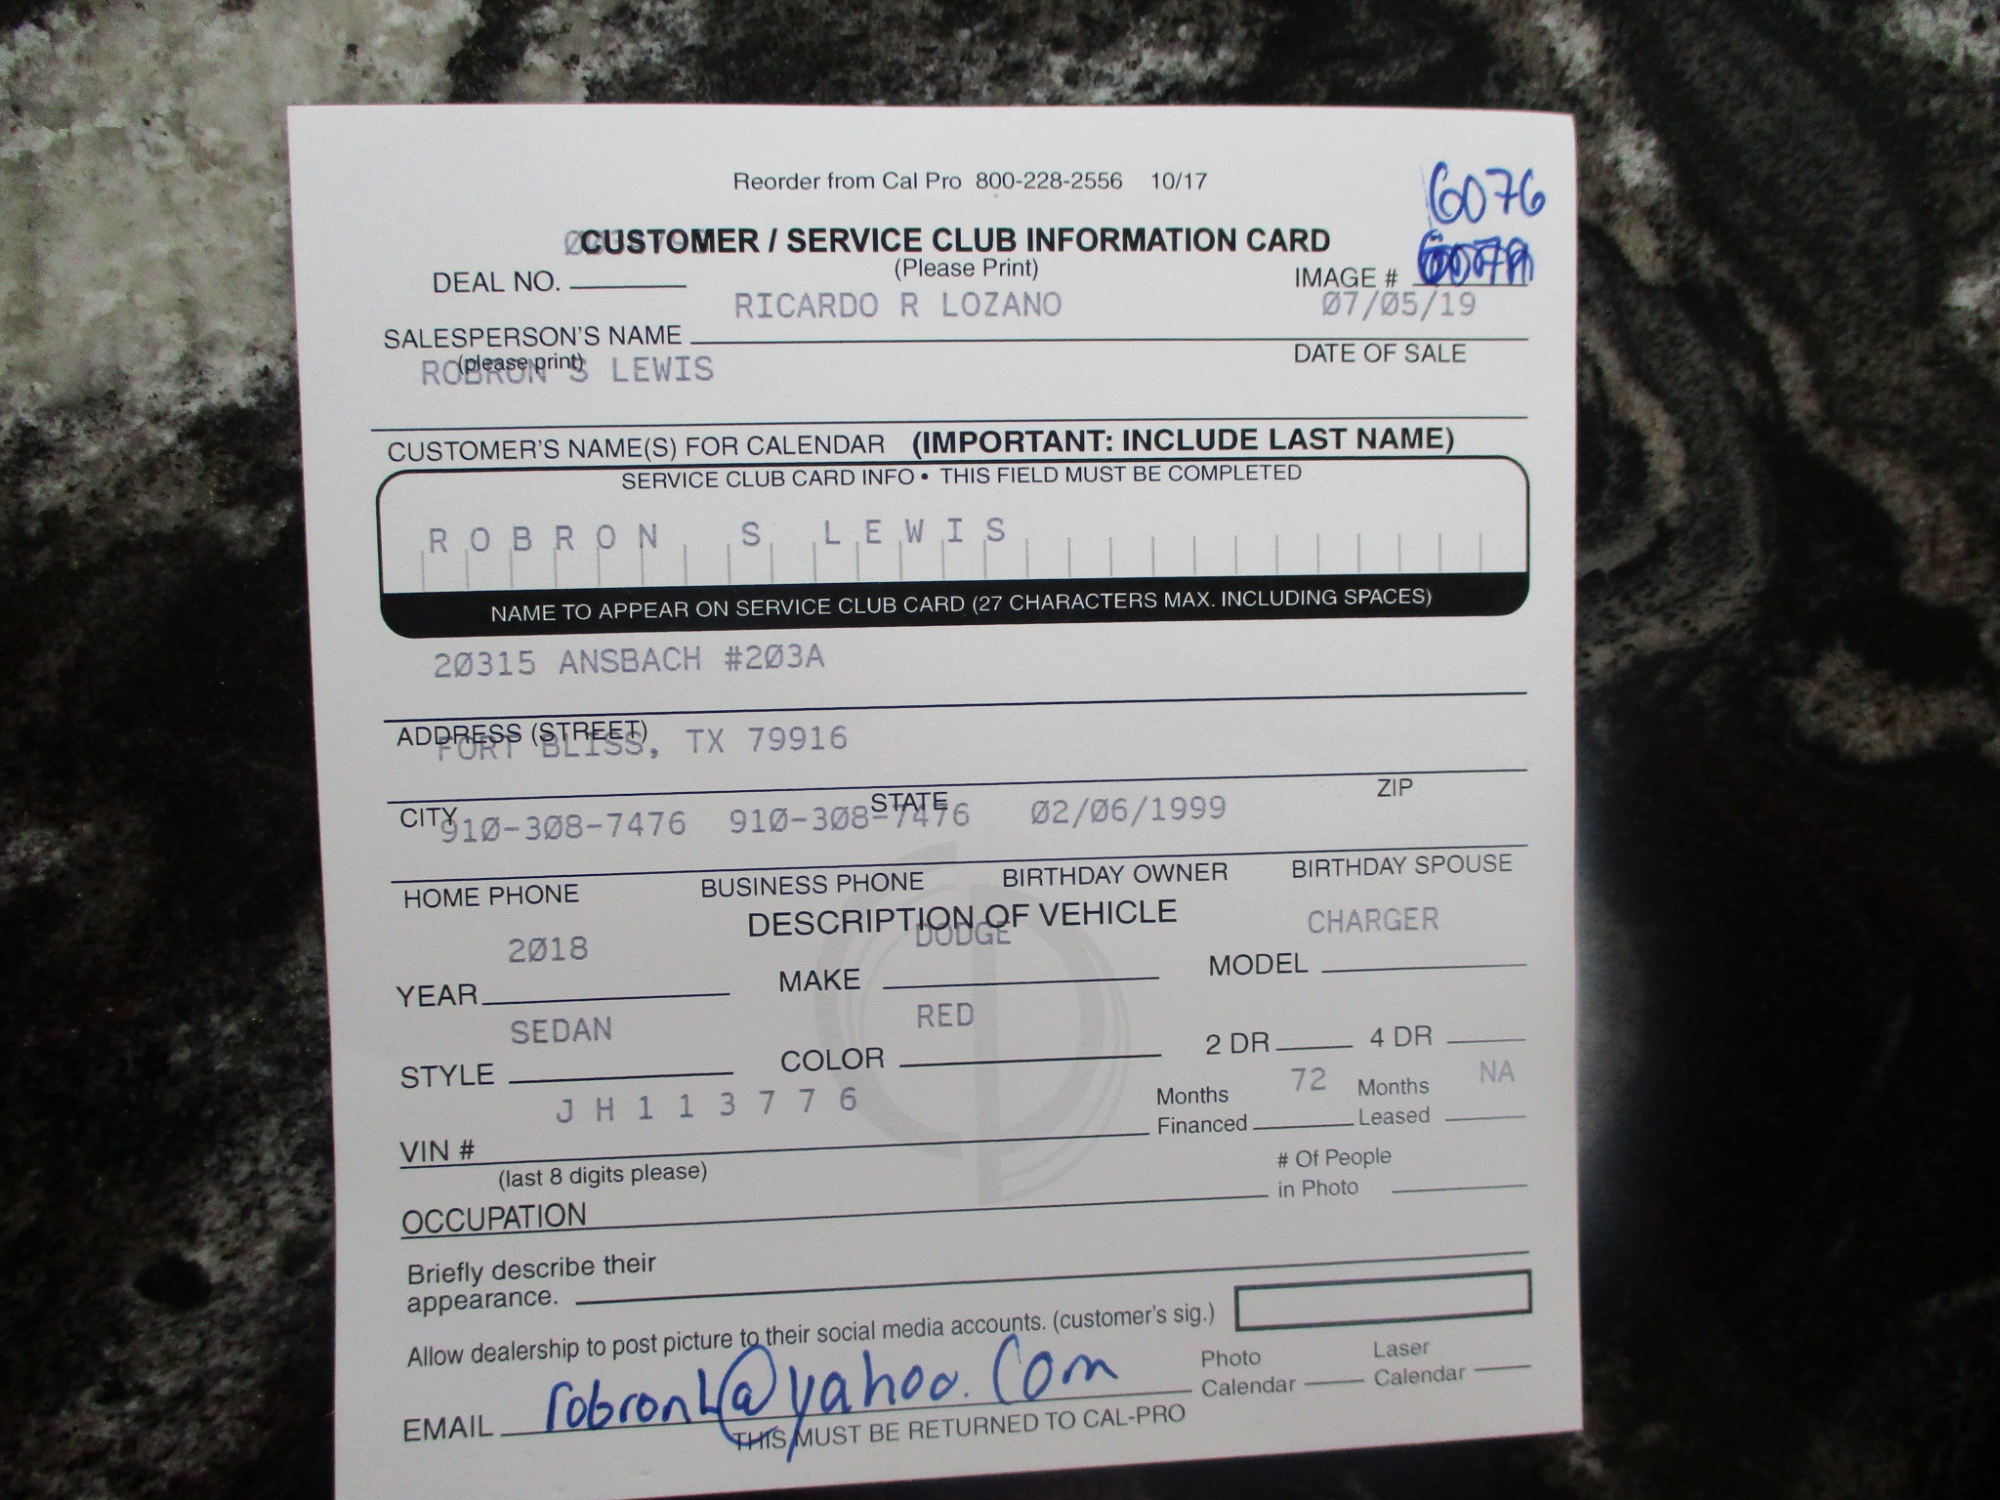 Reorder from Cal Pro 800-228-2556 10/17
6076
CUSTOMER / SERVICE CLUB INFORMATION CARD
(Please Print)
DEAL NO.
IMAGE #
RICARDO R LOZANO 07/05/19
SALESPERSON'S NAME
(please print)
DATE OF SALE
ROBRON S LEWIS
CUSTOMER'S NAME(S) FOR CALENDAR (IMPORTANT: INCLUDE LAST NAME)
SERVICE CLUB CARD INFO • THIS FIELD MUST BE COMPLETED
ROBRON S LEWIS
NAME TO APPEAR ON SERVICE CLUB CARD (27 CHARACTERS MAX. INCLUDING SPACES)
20315 ANSBACH #203A
ADDRESS (STREET)
FORT BLISS, TX 79916
CITY STATE ZIP
910-308-7476 910-308-7476 02/06/1999
HOME PHONE BUSINESS PHONE BIRTHDAY OWNER BIRTHDAY SPOUSE
DESCRIPTION OF VEHICLE
2018 DODGE CHARGER
YEAR MAKE MODEL
SEDAN RED
STYLE COLOR 2 DR 4 DR
JH113776 72 NA
VIN # Months Financed Months Leased
(last 8 digits please)
# Of People in Photo
OCCUPATION
Briefly describe their
appearance.
Allow dealership to post picture to their social media accounts. (customer's sig.)
Photo Calendar Laser Calendar
EMAIL robronL@yahoo.com
THIS MUST BE RETURNED TO CAL-PRO